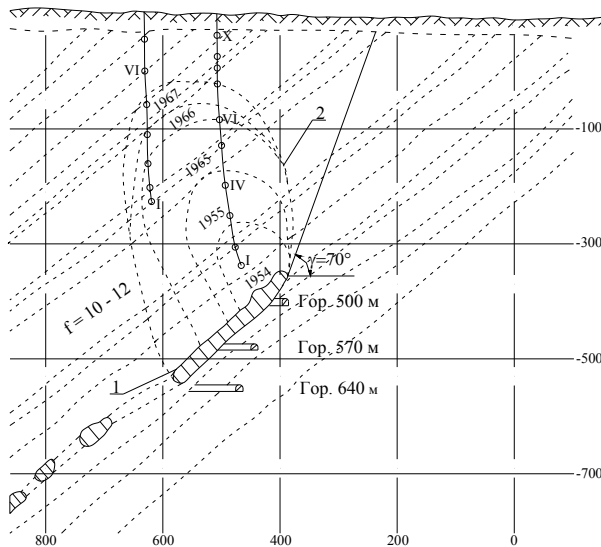 X
VI
1967
1966
VI
2
-100
1965
I
IV
1955
I
-300
1954
γ=70°
Гор. 500 м
f = 10 - 12
Гор. 570 м
-500
1
Гор. 640 м
-700
800
600
400
200
0